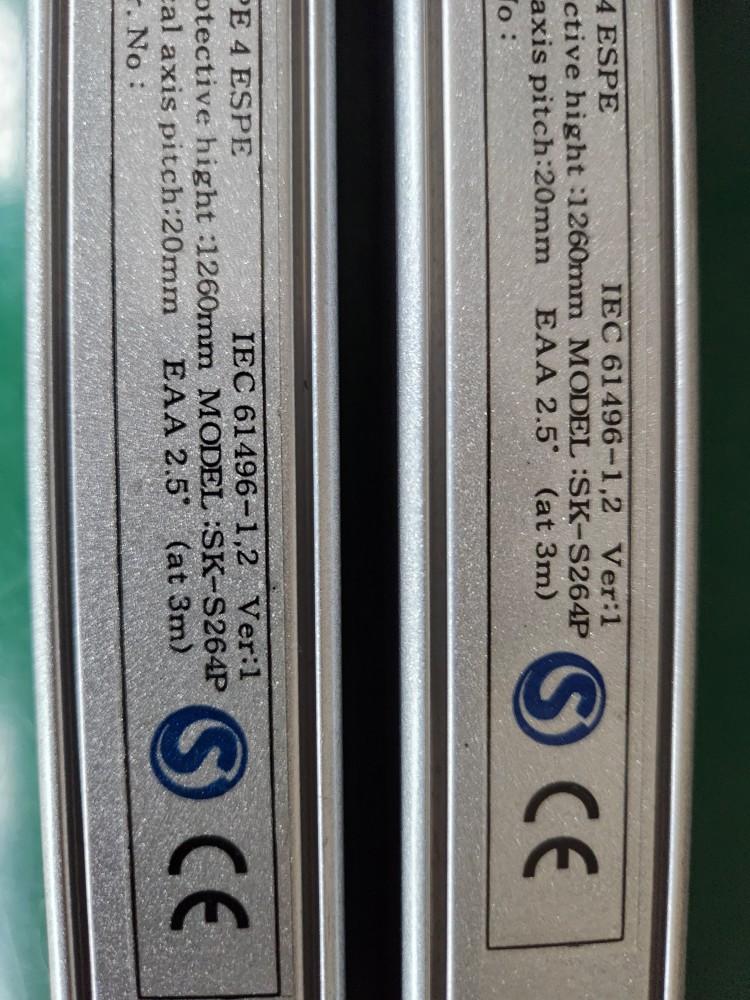 PE 4 ESPE IEC 61496-1,2 Ver:1
otective hight :1260mm MODEL :SK-S264P
al axis pitch:20mm EAA 2.5° (at 3m)
r. No :
S CE
4 ESPE IEC 61496-1,2 Ver:1
ctive hight :1260mm MODEL :SK-S264P
axis pitch:20mm EAA 2.5° (at 3m)
No :
S CE